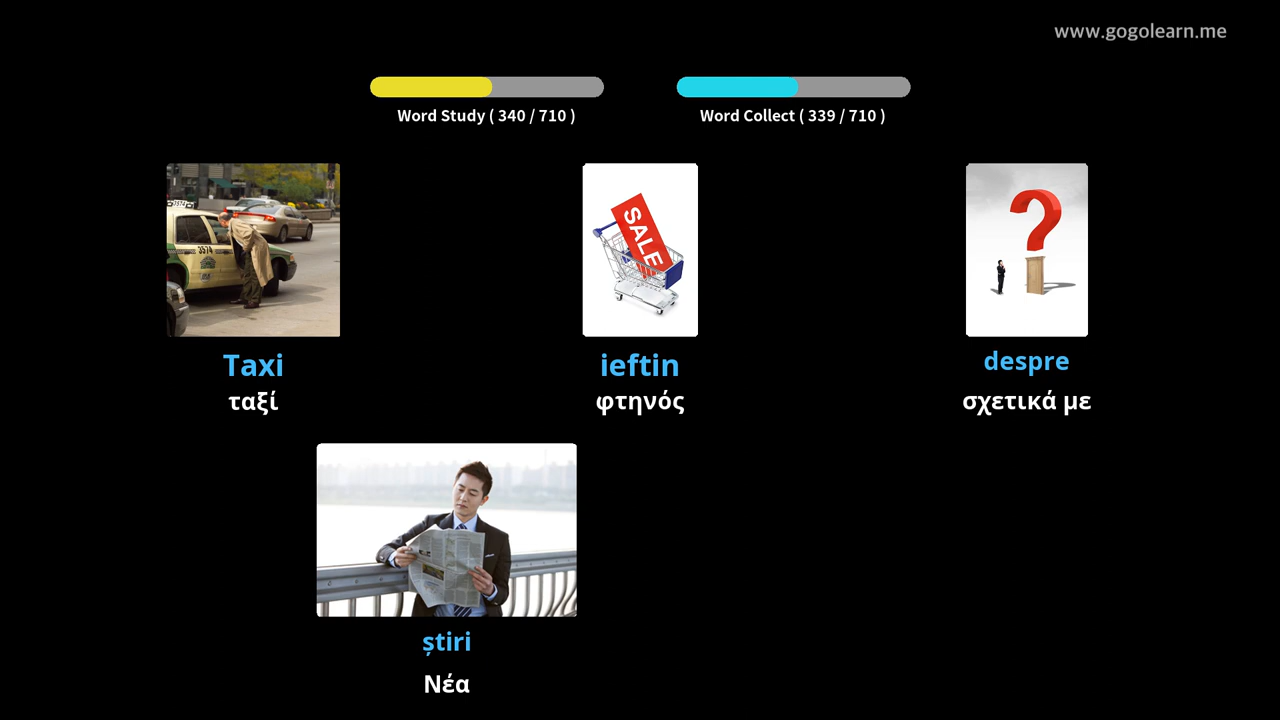 www.gogolearn.me
Word Study ( 340 / 710 )
Word Collect ( 339 / 710 )
3574
SALE
Taxi
ieftin
despre
ταξί
φτηνός
σχετικά με
știri
Νέα